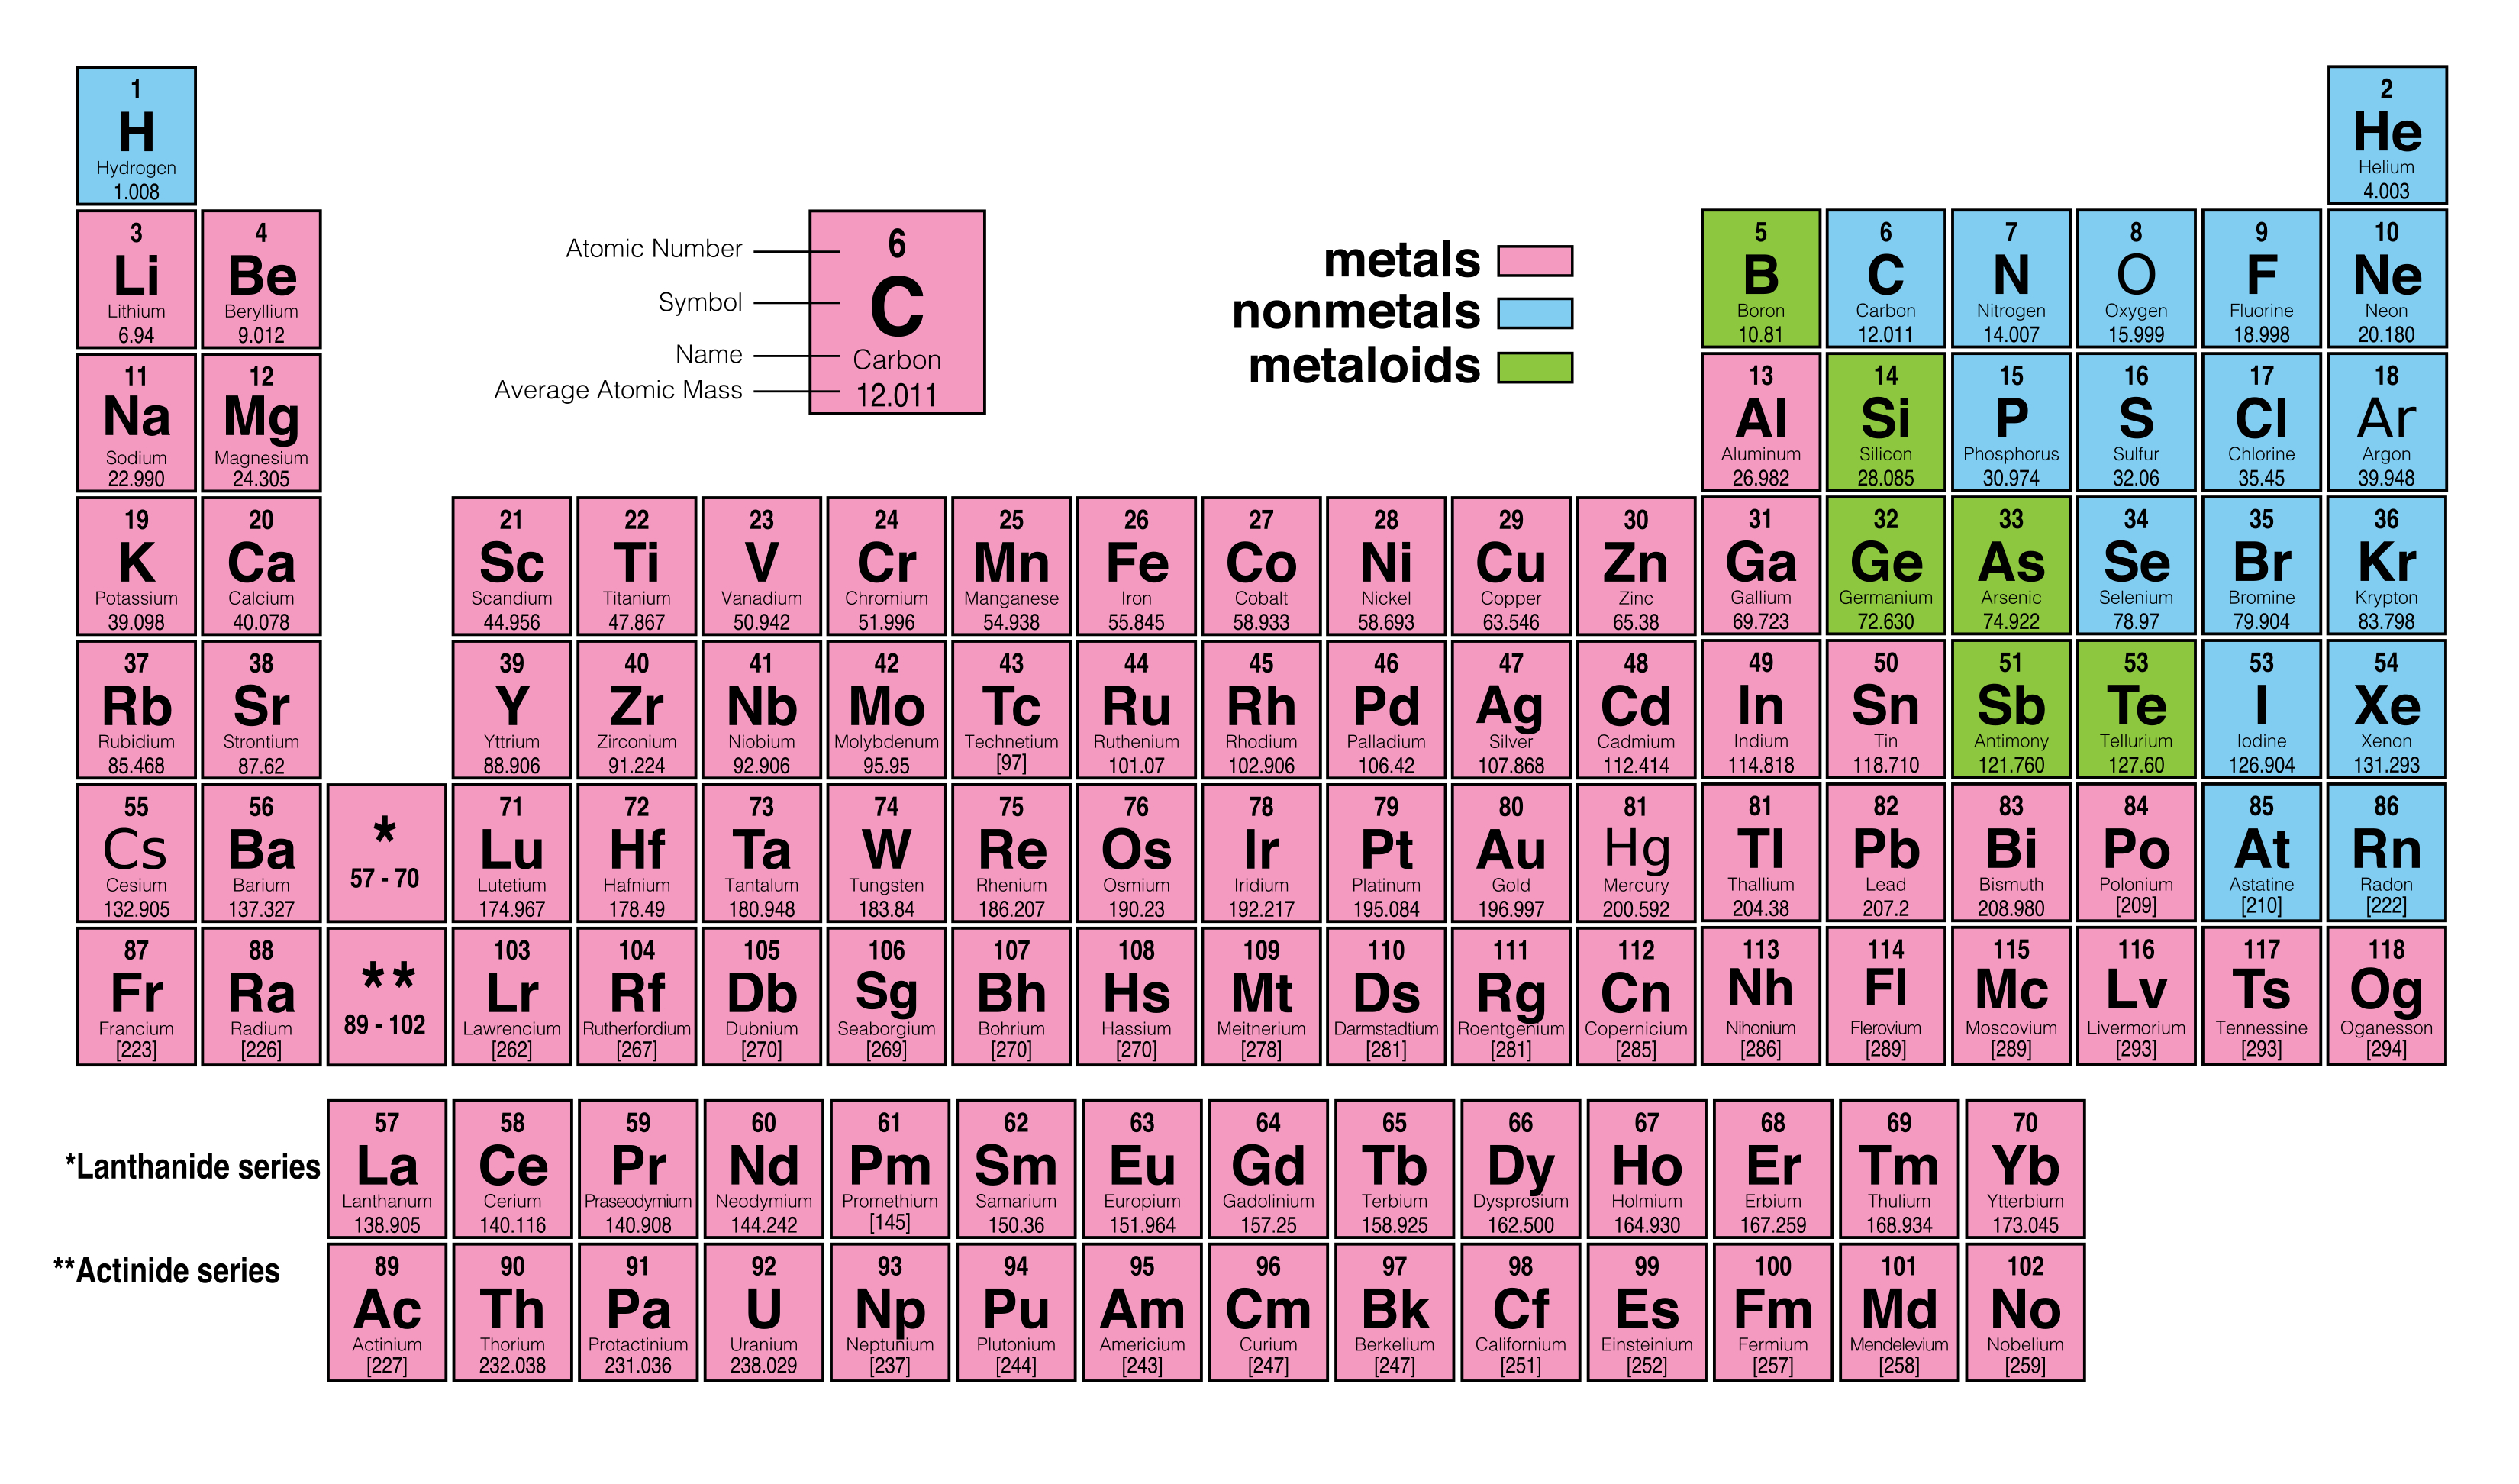 1 2
H He
Hydrogen Helium
1.008 4.003
3 4 5 6 7 8 9 10
Li Be B C N O F Ne
Lithium Beryllium Boron Carbon Nitrogen Oxygen Fluorine Neon
6.94 9.012 10.81 12.011 14.007 15.999 18.998 20.180
Atomic Number 6
Symbol C
Name Carbon
Average Atomic Mass 12.011
metals
nonmetals
metaloids
11 12 13 14 15 16 17 18
Na Mg Al Si P S Cl Ar
Sodium Magnesium Aluminum Silicon Phosphorus Sulfur Chlorine Argon
22.990 24.305 26.982 28.085 30.974 32.06 35.45 39.948
19 20 21 22 23 24 25 26 27 28 29 30 31 32 33 34 35 36
K Ca Sc Ti V Cr Mn Fe Co Ni Cu Zn Ga Ge As Se Br Kr
Potassium Calcium Scandium Titanium Vanadium Chromium Manganese Iron Cobalt Nickel Copper Zinc Gallium Germanium Arsenic Selenium Bromine Krypton
39.098 40.078 44.956 47.867 50.942 51.996 54.938 55.845 58.933 58.693 63.546 65.38 69.723 72.630 74.922 78.97 79.904 83.798
37 38 39 40 41 42 43 44 45 46 47 48 49 50 51 53 53 54
Rb Sr Y Zr Nb Mo Tc Ru Rh Pd Ag Cd In Sn Sb Te I Xe
Rubidium Strontium Yttrium Zirconium Niobium Molybdenum Technetium Ruthenium Rhodium Palladium Silver Cadmium Indium Tin Antimony Tellurium Iodine Xenon
85.468 87.62 88.906 91.224 92.906 95.95 [97] 101.07 102.906 106.42 107.868 112.414 114.818 118.710 121.760 127.60 126.904 131.293
55 56 * 71 72 73 74 75 76 78 79 80 81 81 82 83 84 85 86
Cs Ba 57 - 70 Lu Hf Ta W Re Os Ir Pt Au Hg Tl Pb Bi Po At Rn
Cesium Barium Lutetium Hafnium Tantalum Tungsten Rhenium Osmium Iridium Platinum Gold Mercury Thallium Lead Bismuth Polonium Astatine Radon
132.905 137.327 174.967 178.49 180.948 183.84 186.207 190.23 192.217 195.084 196.997 200.592 204.38 207.2 208.980 [209] [210] [222]
87 88 ** 103 104 105 106 107 108 109 110 111 112 113 114 115 116 117 118
Fr Ra 89 - 102 Lr Rf Db Sg Bh Hs Mt Ds Rg Cn Nh Fl Mc Lv Ts Og
Francium Radium Lawrencium Rutherfordium Dubnium Seaborgium Bohrium Hassium Meitnerium Darmstadtium Roentgenium Copernicium Nihonium Flerovium Moscovium Livermorium Tennessine Oganesson
[223] [226] [262] [267] [270] [269] [270] [270] [278] [281] [281] [285] [286] [289] [289] [293] [293] [294]
*Lanthanide series
57 58 59 60 61 62 63 64 65 66 67 68 69 70
La Ce Pr Nd Pm Sm Eu Gd Tb Dy Ho Er Tm Yb
Lanthanum Cerium Praseodymium Neodymium Promethium Samarium Europium Gadolinium Terbium Dysprosium Holmium Erbium Thulium Ytterbium
138.905 140.116 140.908 144.242 [145] 150.36 151.964 157.25 158.925 162.500 164.930 167.259 168.934 173.045
**Actinide series
89 90 91 92 93 94 95 96 97 98 99 100 101 102
Ac Th Pa U Np Pu Am Cm Bk Cf Es Fm Md No
Actinium Thorium Protactinium Uranium Neptunium Plutonium Americium Curium Berkelium Californium Einsteinium Fermium Mendelevium Nobelium
[227] 232.038 231.036 238.029 [237] [244] [243] [247] [247] [251] [252] [257] [258] [259]